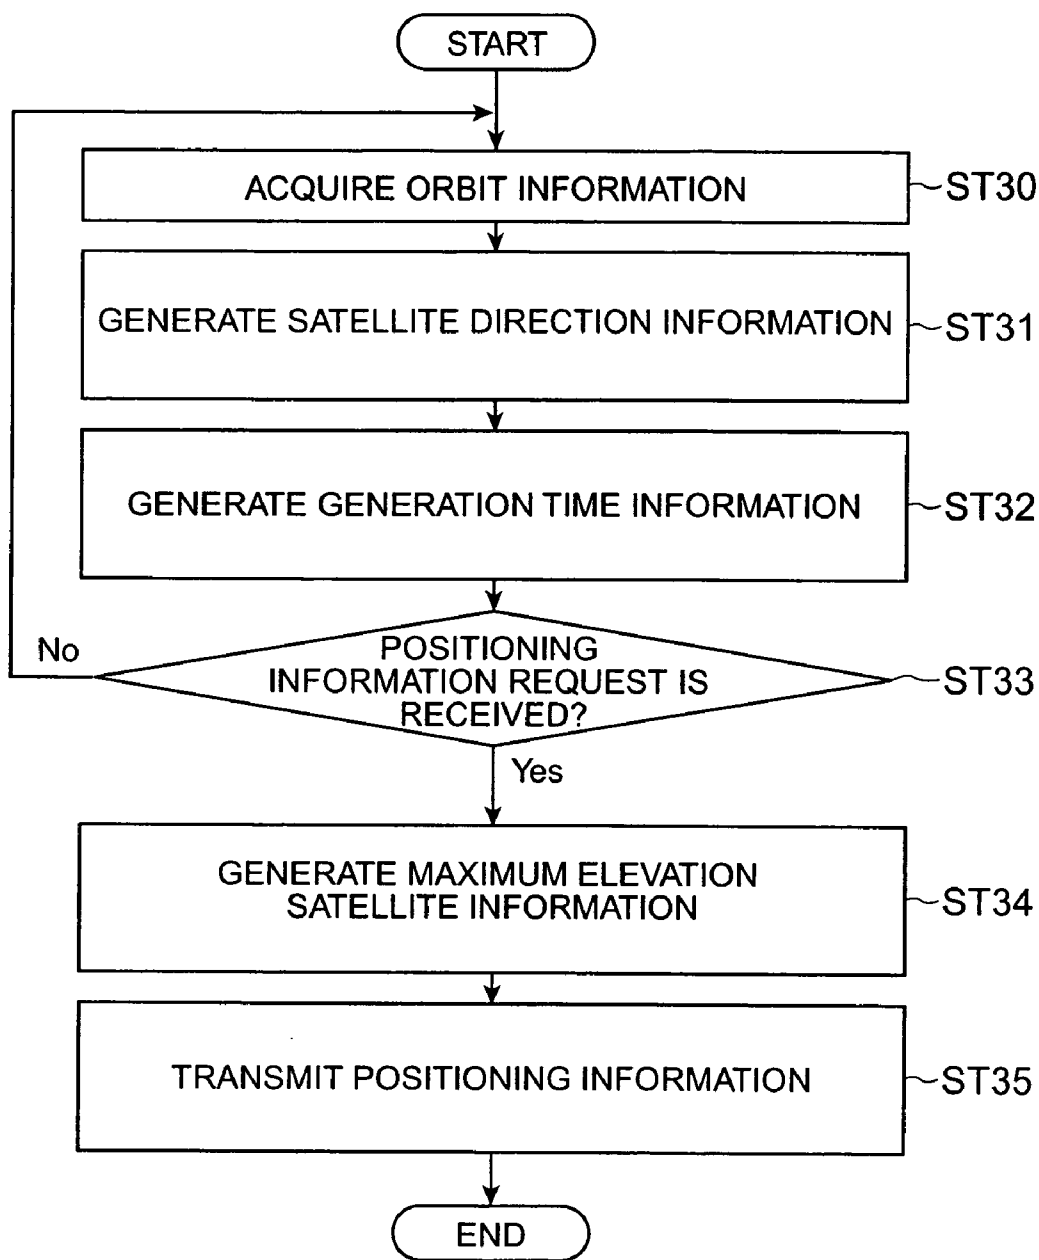 START
ACQUIRE ORBIT INFORMATION
ST30
GENERATE SATELLITE DIRECTION INFORMATION
ST31
GENERATE GENERATION TIME INFORMATION
ST32
No
POSITIONING
INFORMATION REQUEST IS
RECEIVED?
ST33
Yes
GENERATE MAXIMUM ELEVATION
SATELLITE INFORMATION
ST34
TRANSMIT POSITIONING INFORMATION
ST35
END